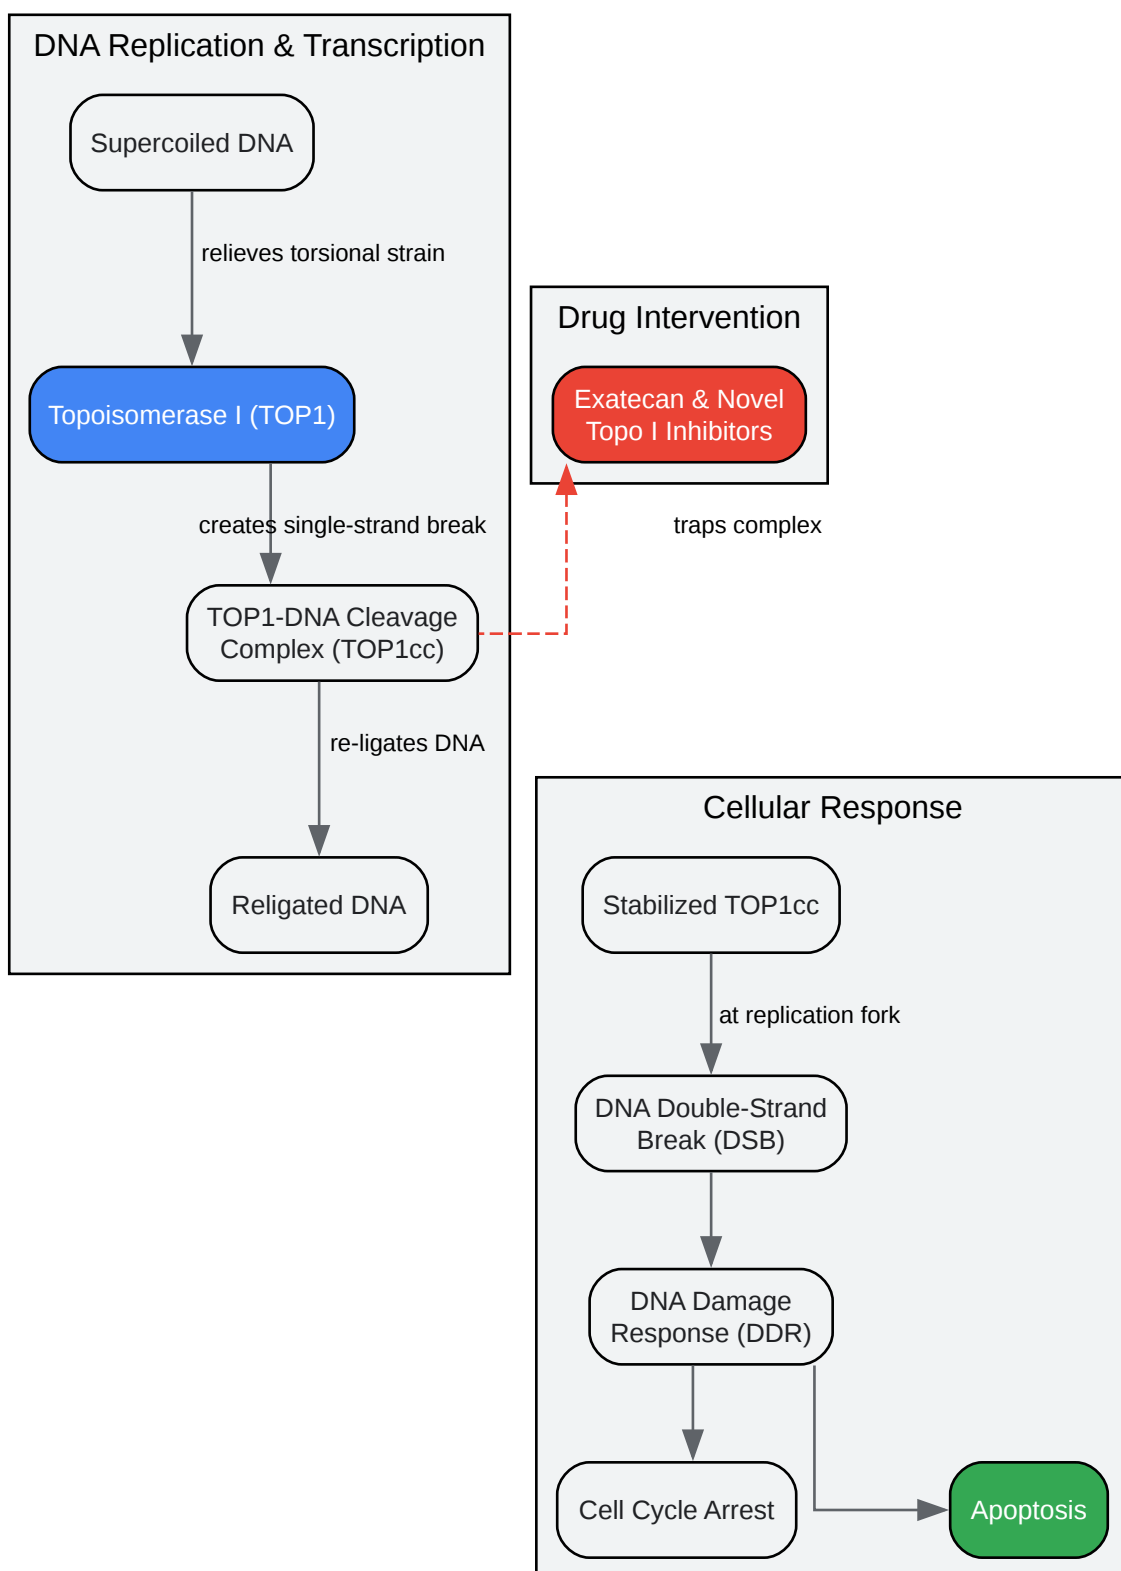 DNA Replication & Transcription
Supercoiled DNA
relieves torsional strain
Topoisomerase I (TOP1)
creates single-strand break
TOP1-DNA Cleavage
Complex (TOP1cc)
re-ligates DNA
Religated DNA
Drug Intervention
Exatecan & Novel
Topo I Inhibitors
traps complex
Cellular Response
Stabilized TOP1cc
at replication fork
DNA Double-Strand
Break (DSB)
DNA Damage
Response (DDR)
Cell Cycle Arrest
Apoptosis